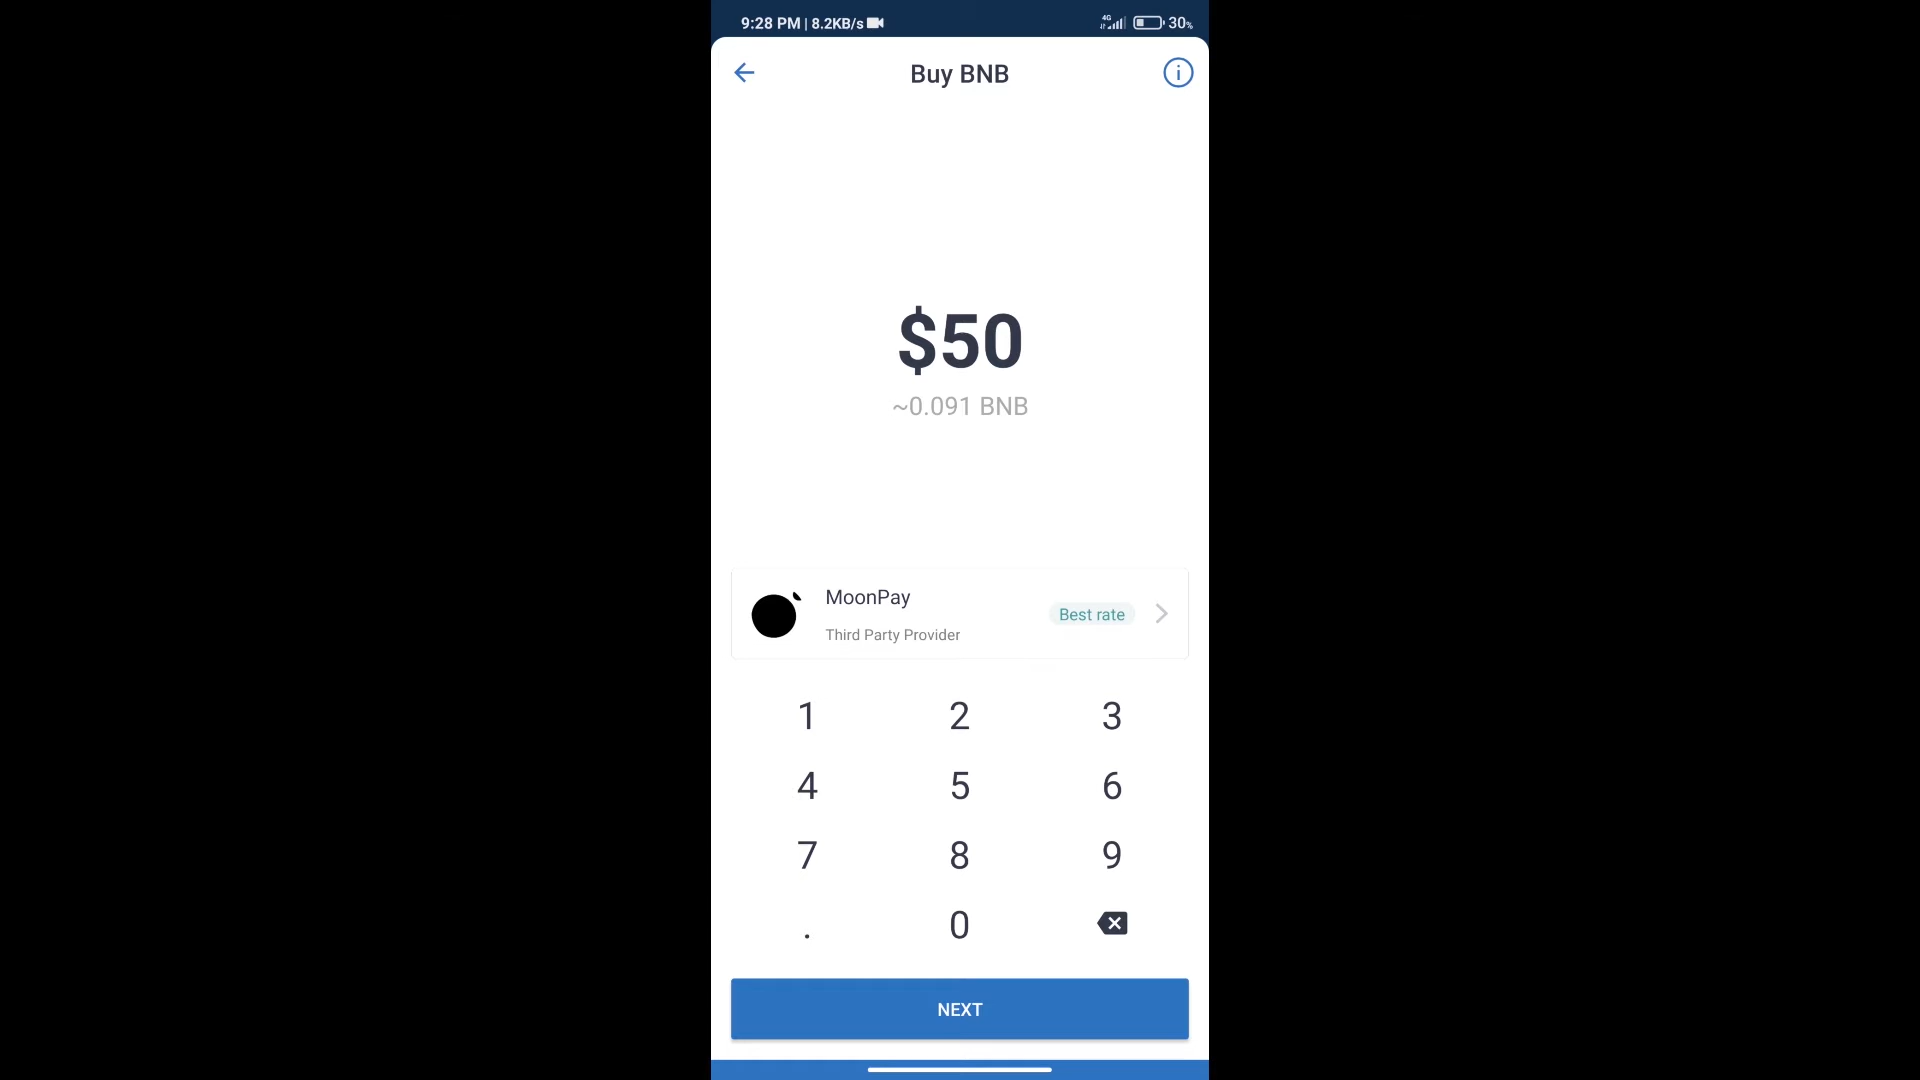 9:28 PM | 8.2KB/s 4G 30%
Buy BNB
$50
~0.091 BNB
MoonPay
Third Party Provider
Best rate
1 2 3
4 5 6
7 8 9
. 0
NEXT